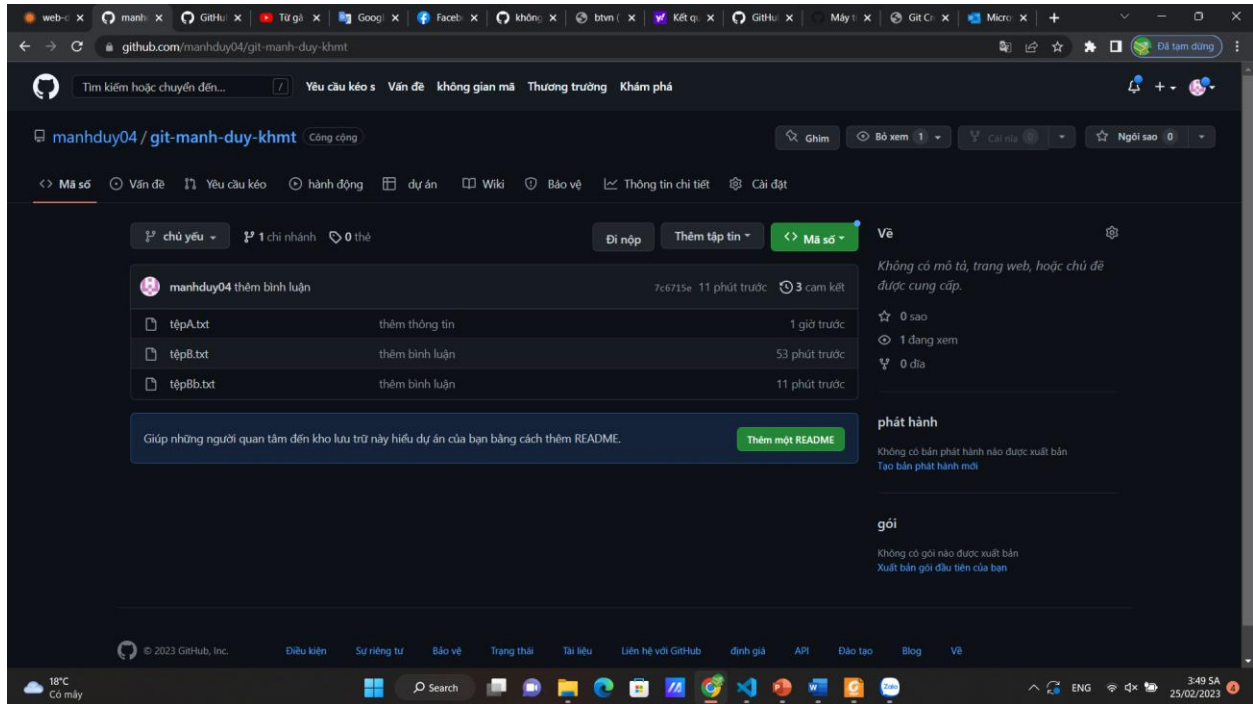 web-c
manh
GitHu
Từ gà
Googl
Faceb
không
btvn (
Kết qu
GitHu
Máy t
Git Cr
Micro
github.com/manhduy04/git-manh-duy-khmt
Đã tạm dừng
Tìm kiếm hoặc chuyển đến...
/
Yêu cầu kéo s Vấn đề không gian mã Thương trường Khám phá
manhduy04 / git-manh-duy-khmt Công cộng
Ghim
Bỏ xem 1
Cái nĩa 0
Ngôi sao 0
Mã số Vấn đề Yêu cầu kéo hành động dự án Wiki Bảo vệ Thông tin chi tiết Cài đặt
chủ yếu 1 chi nhánh 0 thẻ
Đi nộp
Thêm tập tin
Mã số
manhduy04 thêm bình luận 7c6715e 11 phút trước 3 cam kết
tệpA.txt thêm thông tin 1 giờ trước
tệpB.txt thêm bình luận 53 phút trước
tệpBb.txt thêm bình luận 11 phút trước
Giúp những người quan tâm đến kho lưu trữ này hiểu dự án của bạn bằng cách thêm README.
Thêm một README
Về
Không có mô tả, trang web, hoặc chủ đề
được cung cấp.
0 sao
1 đang xem
0 dĩa
phát hành
Không có bản phát hành nào được xuất bản
Tạo bản phát hành mới
gói
Không có gói nào được xuất bản
Xuất bản gói đầu tiên của bạn
© 2023 GitHub, Inc. Điều kiện Sự riêng tư Bảo vệ Trạng thái Tài liệu Liên hệ với GitHub định giá API Đào tạo Blog Về
18°C
Có mây
Search
Zalo
ENG
3:49 SA
25/02/2023
4